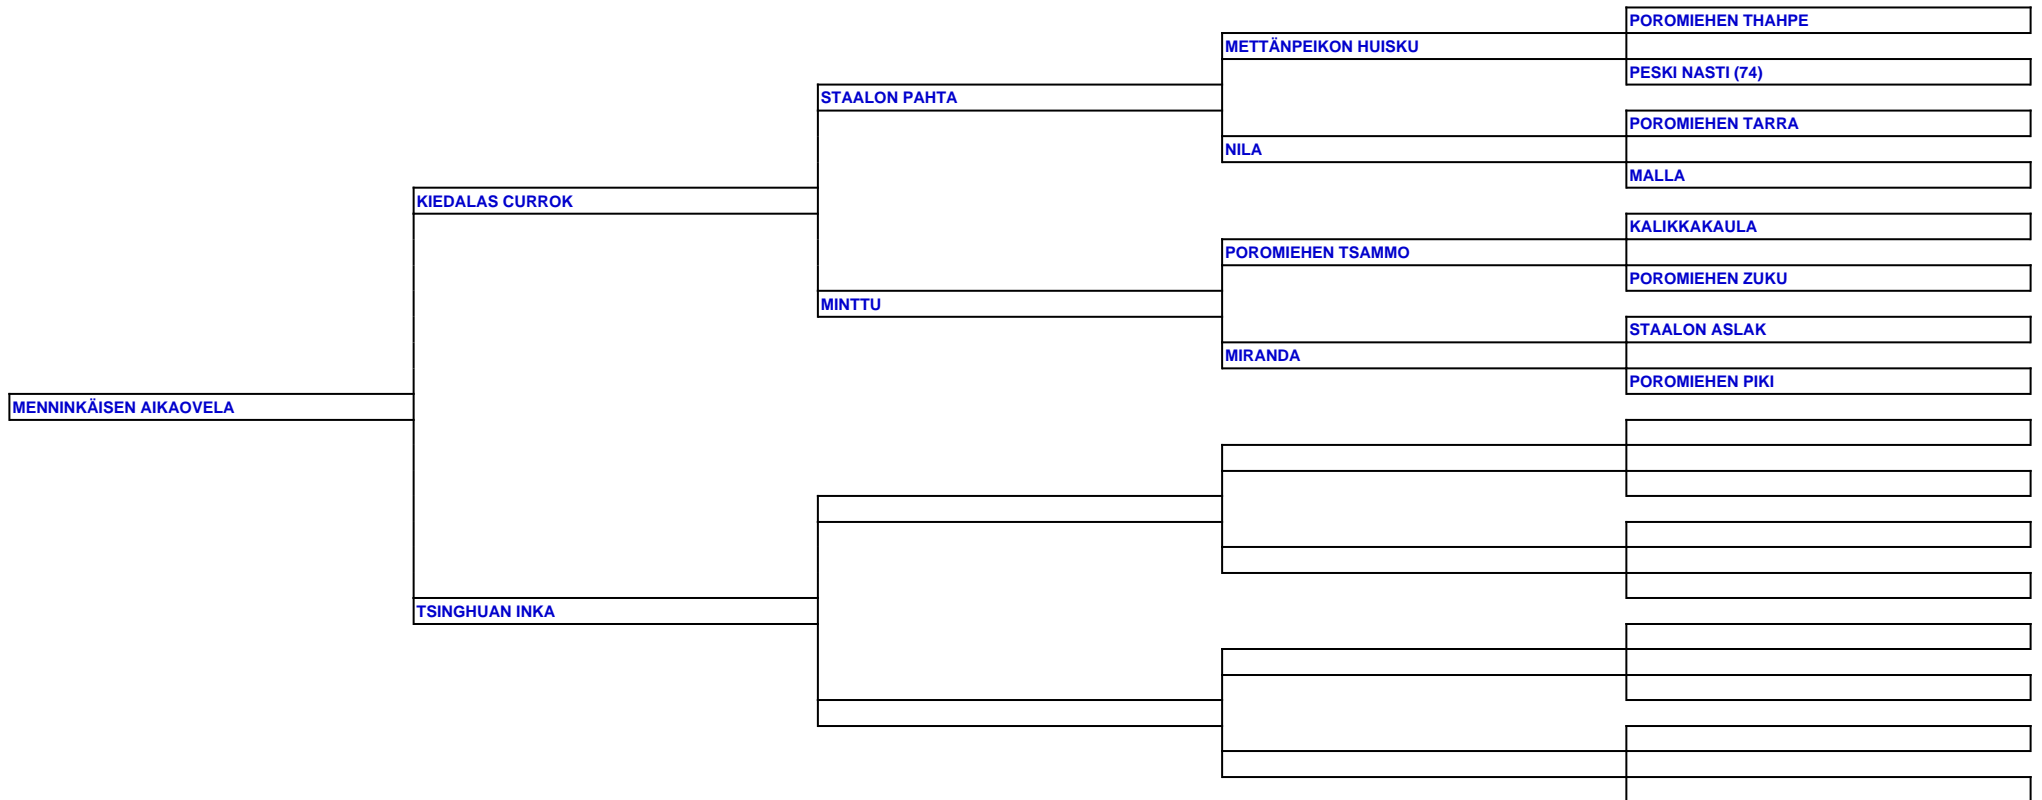 POROMIEHEN THAHPE
METTÄNPEIKON HUISKU
PESKI NASTI (74)
STAALON PAHTA
POROMIEHEN TARRA
NILA
MALLA
KIEDALAS CURROK
KALIKKAKAULA
POROMIEHEN TSAMMO
POROMIEHEN ZUKU
MINTTU
STAALON ASLAK
MIRANDA
POROMIEHEN PIKI
MENNINKÄISEN AIKAOVELA
TSINGHUAN INKA